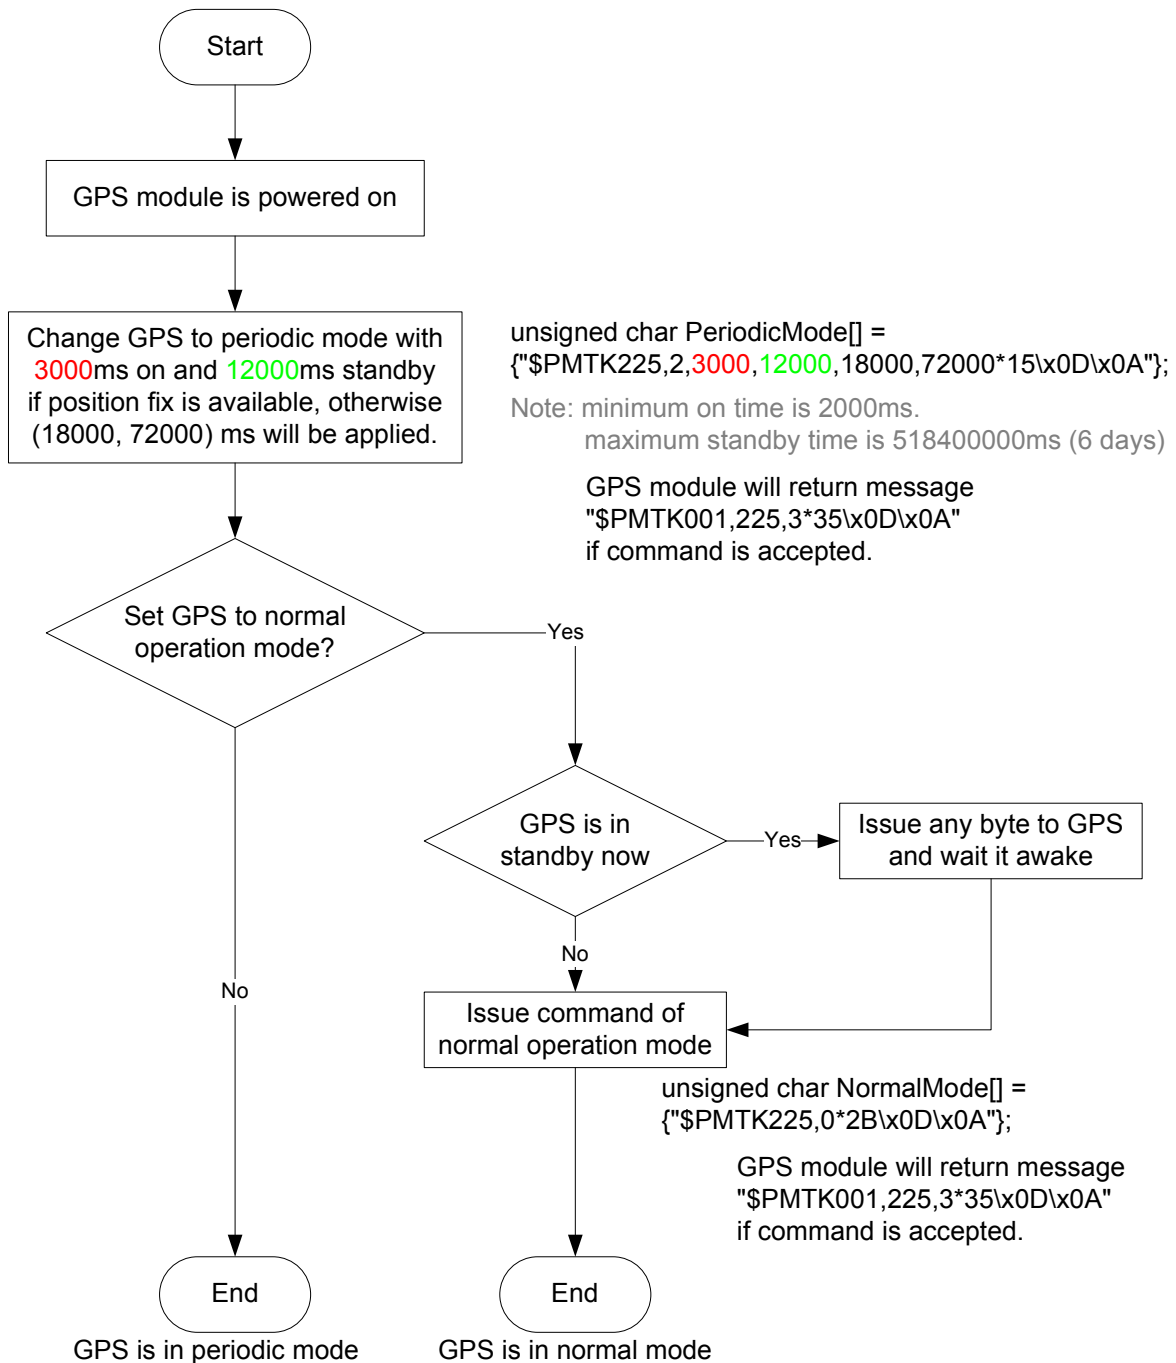 Start
GPS module is powered on
Change GPS to periodic mode with
3000ms on and 12000ms standby
if position fix is available, otherwise
(18000, 72000) ms will be applied.
unsigned char PeriodicMode[] =
{"$PMTK225,2,3000,12000,18000,72000*15\x0D\x0A"};
Note: minimum on time is 2000ms.
maximum standby time is 518400000ms (6 days)
GPS module will return message
"$PMTK001,225,3*35\x0D\x0A"
if command is accepted.
Set GPS to normal
operation mode?
Yes
GPS is in
standby now
Yes
Issue any byte to GPS
and wait it awake
No
No
Issue command of
normal operation mode
unsigned char NormalMode[] =
{"$PMTK225,0*2B\x0D\x0A"};
GPS module will return message
"$PMTK001,225,3*35\x0D\x0A"
if command is accepted.
End
GPS is in periodic mode
End
GPS is in normal mode